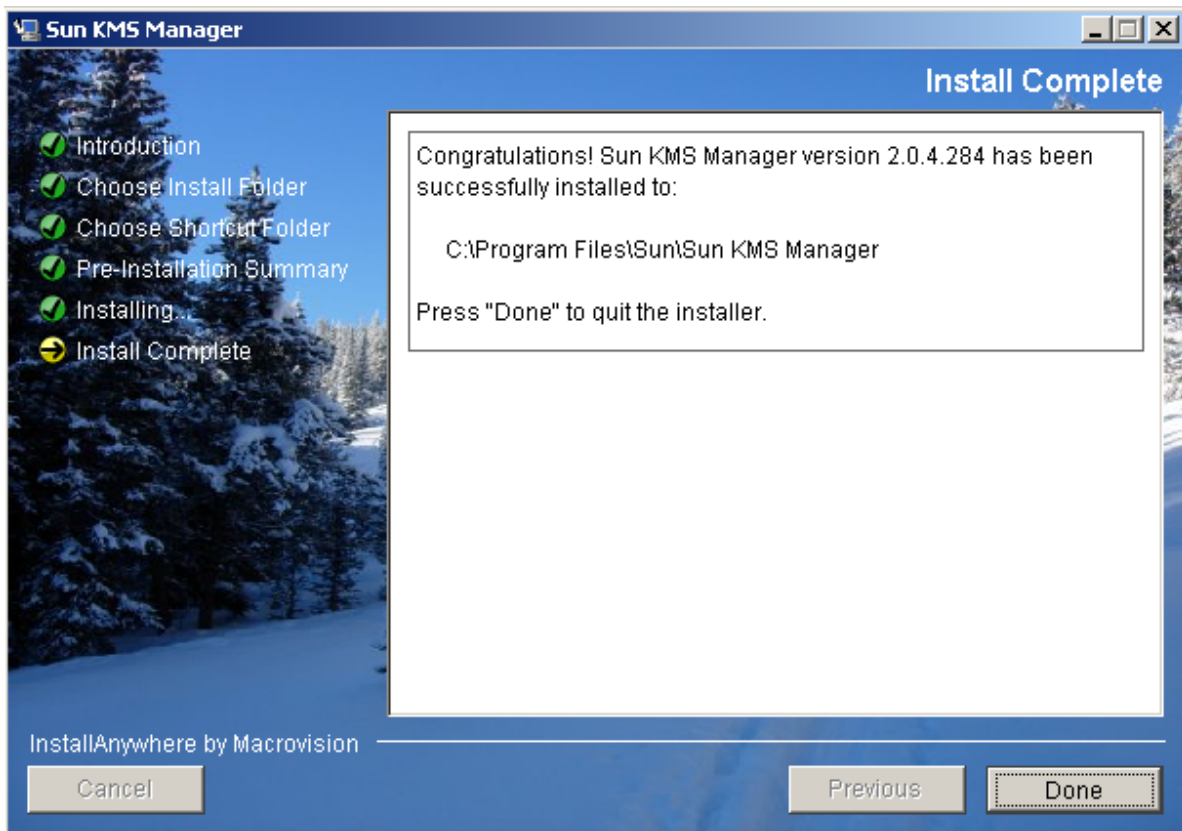 Sun KMS Manager
Install Complete
Introduction
Choose Install Folder
Choose Shortcut Folder
Pre-Installation Summary
Installing...
Install Complete
Congratulations! Sun KMS Manager version 2.0.4.284 has been
successfully installed to:
C:\Program Files\Sun\Sun KMS Manager
Press "Done" to quit the installer.
InstallAnywhere by Macrovision
Cancel
Previous
Done